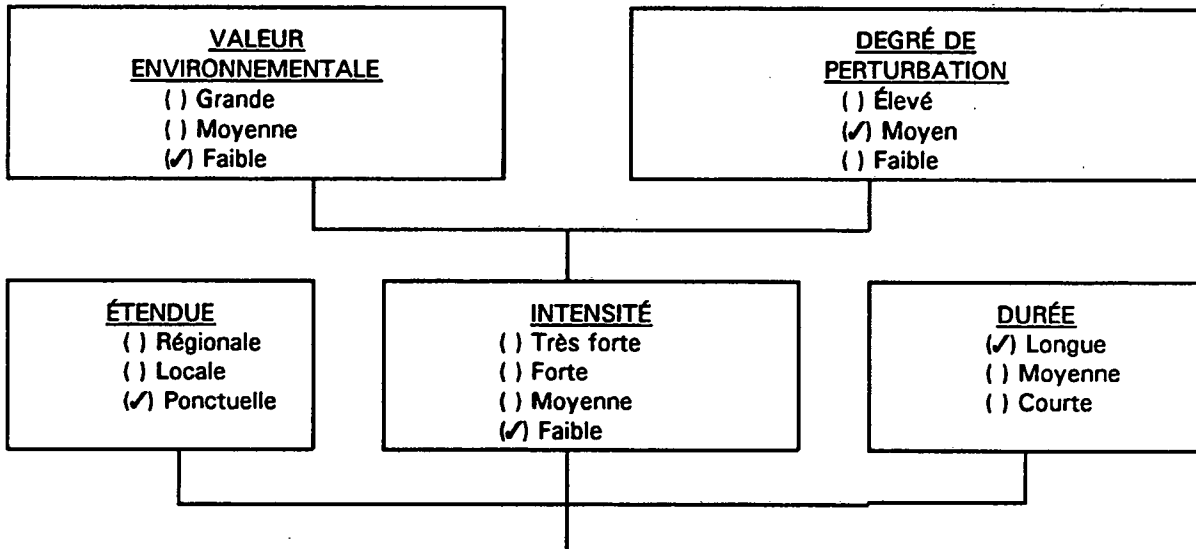 VALEUR
ENVIRONNEMENTALE
( ) Grande
( ) Moyenne
(✓) Faible
DEGRÉ DE
PERTURBATION
( ) Élevé
(✓) Moyen
( ) Faible
ÉTENDUE
( ) Régionale
( ) Locale
(✓) Ponctuelle
INTENSITÉ
( ) Très forte
( ) Forte
( ) Moyenne
(✓) Faible
DURÉE
(✓) Longue
( ) Moyenne
( ) Courte